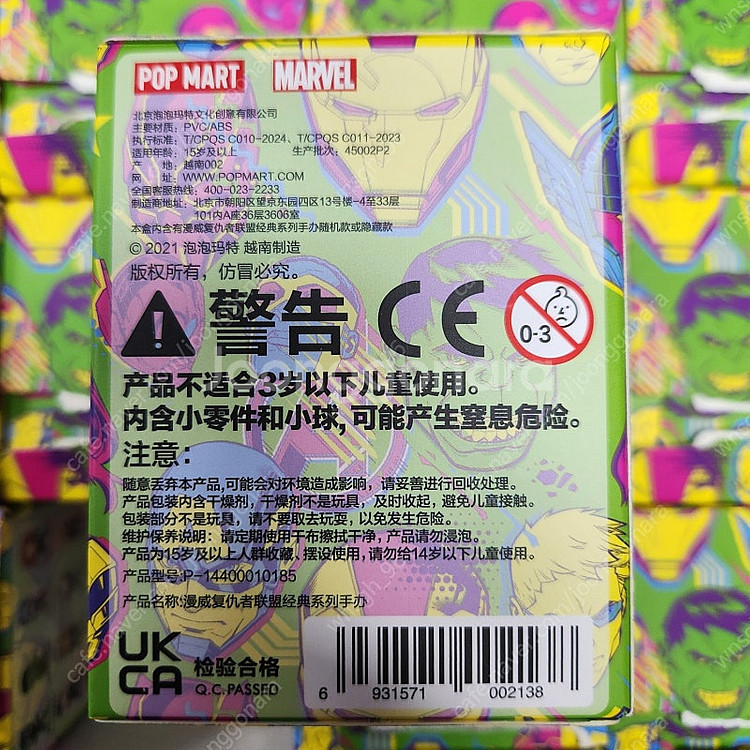 POP MART MARVEL
北京泡泡玛特文化创意有限公司
主要材质: PVC/ABS
执行标准: T/CPQS C010-2024、T/CPQS C011-2023
适用年龄: 15岁及以上 生产批次: 45002P2
产 地: 越南002
网 址: WWW.POPMART.COM
全国客服热线: 400-023-2233
制造商地址: 北京市朝阳区望京东园四区13号楼-4至33层
101内A座36层3606室
本盒内含有漫威复仇者联盟经典系列手办随机款或隐藏款
© 2021 泡泡玛特 越南制造
版权所有，仿冒必究。
警告 CE 0-3
产品不适合3岁以下儿童使用。
内含小零件和小球, 可能产生窒息危险。
注意:
随意丢弃本产品,可能会对环境造成影响，请妥善进行回收处理。
产品包装内含干燥剂，干燥剂不是玩具，及时收起，避免儿童接触。
包装部分不是玩具，请不要取去玩耍，以免发生危险。
维护保养说明: 请定期使用干布擦拭干净,产品请勿浸泡。
产品为15岁及以上人群收藏、摆设使用,请勿给14岁以下儿童使用。
产品型号:P-14400010185
产品名称:漫威复仇者联盟经典系列手办
UK
CA
检验合格
Q.C.PASSED
6 931571 002138
joonggonara
cafe.naver.com/joonggonara